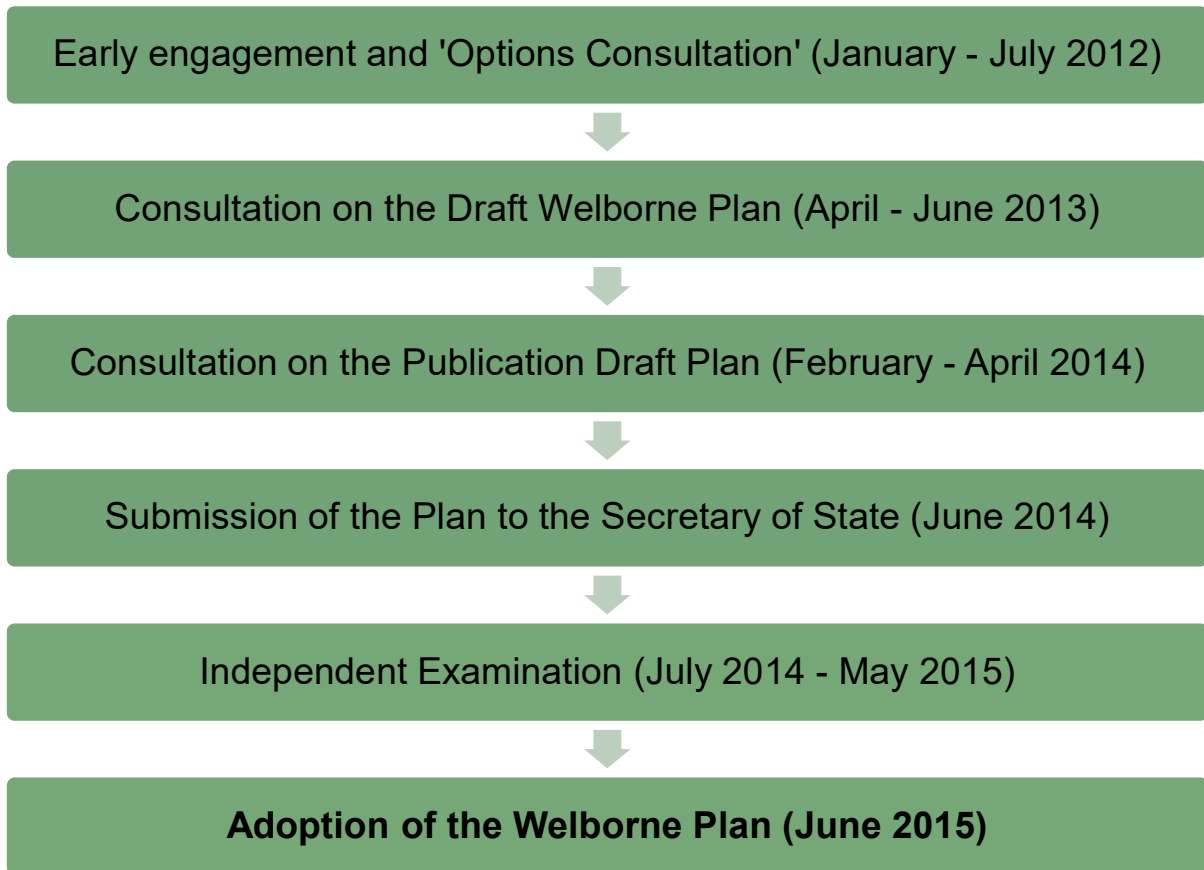 Early engagement and 'Options Consultation' (January - July 2012)
Consultation on the Draft Welborne Plan (April - June 2013)
Consultation on the Publication Draft Plan (February - April 2014)
Submission of the Plan to the Secretary of State (June 2014)
Independent Examination (July 2014 - May 2015)
Adoption of the Welborne Plan (June 2015)